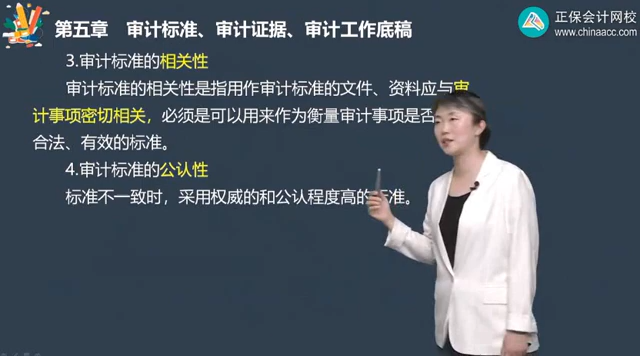 正保会计网校
www.chinaacc.com
第五章 审计标准、审计证据、审计工作底稿
3.审计标准的相关性
审计标准的相关性是指用作审计标准的文件、资料应与审
计事项密切相关，必须是可以用来作为衡量审计事项是否
合法、有效的标准。
4.审计标准的公认性
标准不一致时，采用权威的和公认程度高的标准。